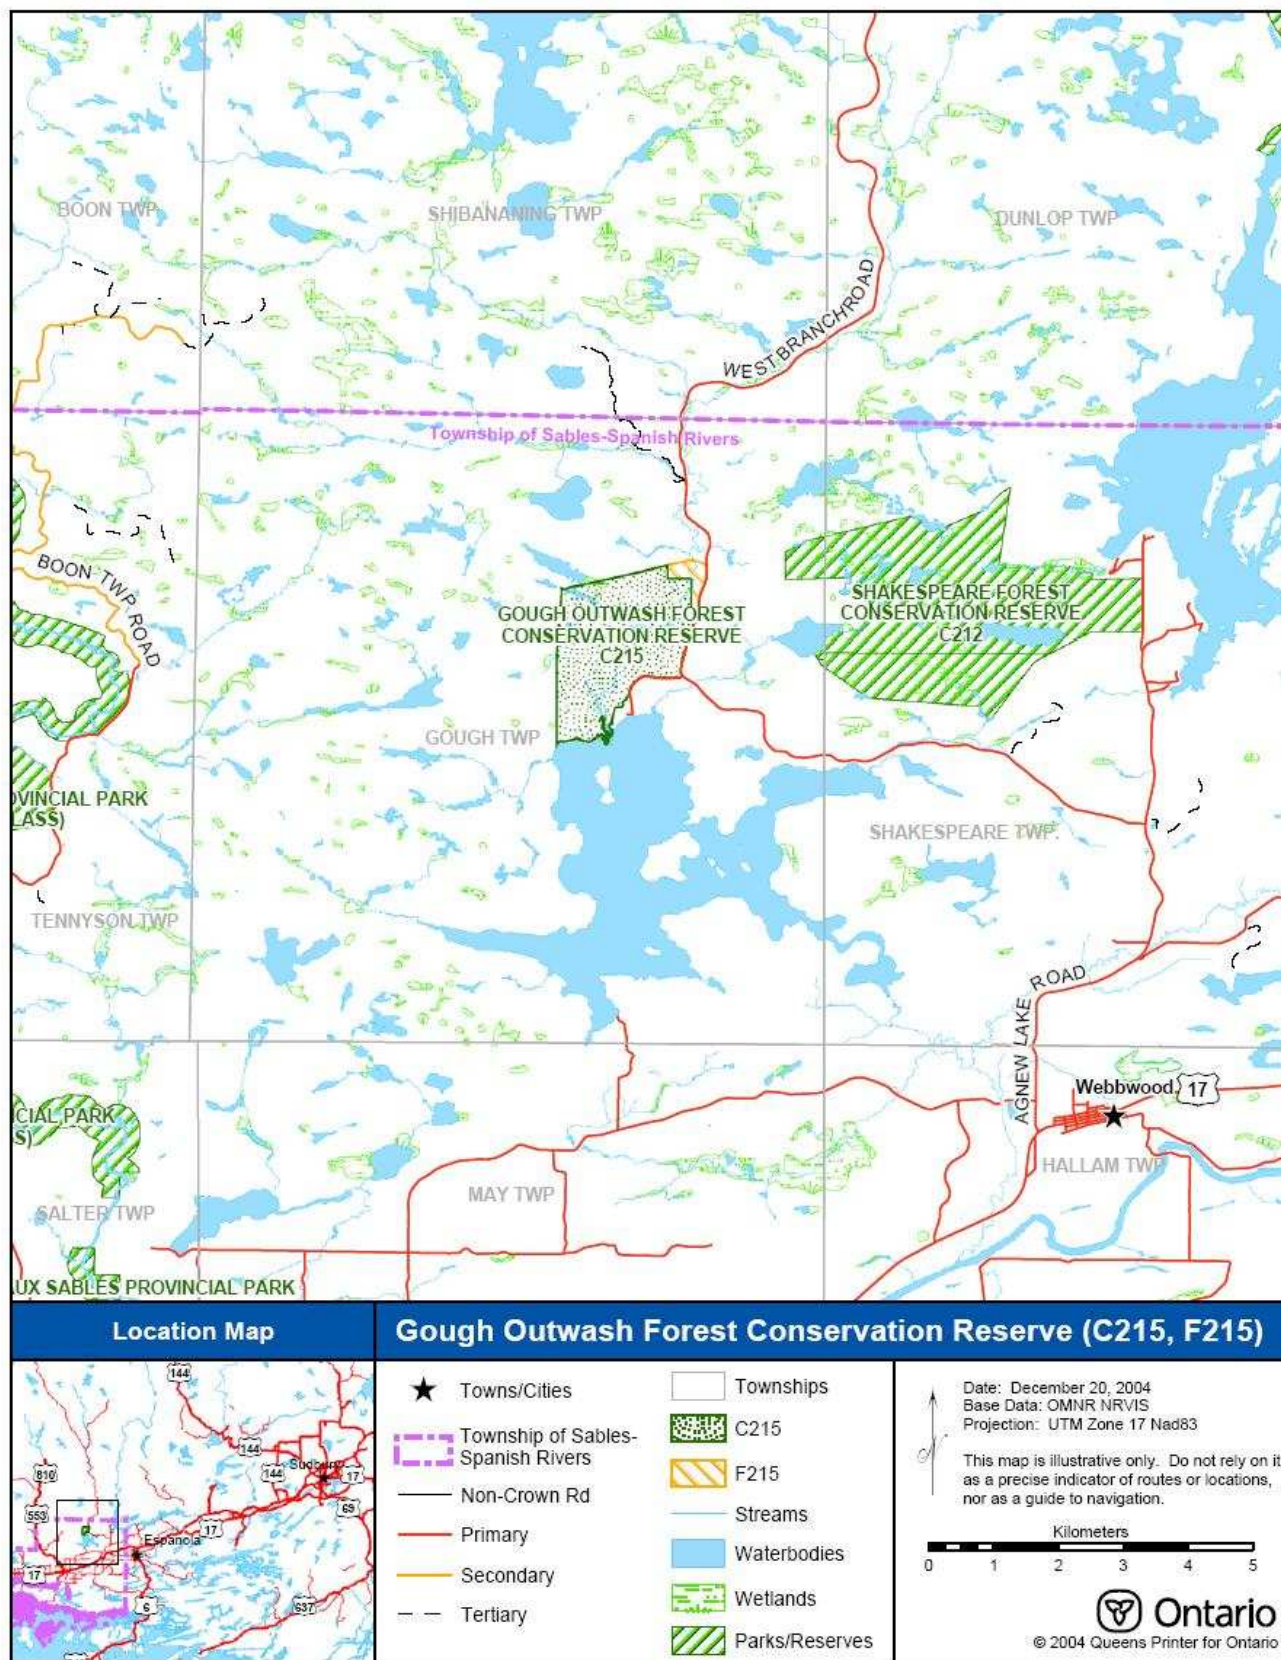 BOON TWP.
SHIBANANING TWP
DUNLOP TWP
WEST BRANCH ROAD
Township of Sables-Spanish Rivers
BOON TWP ROAD
GOUGH OUTWASH FOREST
CONSERVATION RESERVE
C215
SHAKESPEARE FOREST
CONSERVATION RESERVE
C212
GOUGH TWP
OVINCIAL PARK
LASS)
SHAKESPEARE TWP.
TENNYSON TWP
AGNEW LAKE ROAD
Webbwood
17
CIAL PARK
S)
HALLAM TWP
MAY TWP
SALTER TWP
UX SABLES PROVINCIAL PARK
Location Map
Gough Outwash Forest Conservation Reserve (C215, F215)
144
144
144
Sudbury
17
810
69
553
17
Espanola
17
6
637
Towns/Cities
Township of Sables-
Spanish Rivers
Non-Crown Rd
Primary
Secondary
Tertiary
Townships
C215
F215
Streams
Waterbodies
Wetlands
Parks/Reserves
Date: December 20, 2004
Base Data: OMNR NRVIS
Projection: UTM Zone 17 Nad83
This map is illustrative only. Do not rely on it
as a precise indicator of routes or locations,
nor as a guide to navigation.
Kilometers
0 1 2 3 4 5
Ontario
© 2004 Queens Printer for Ontario